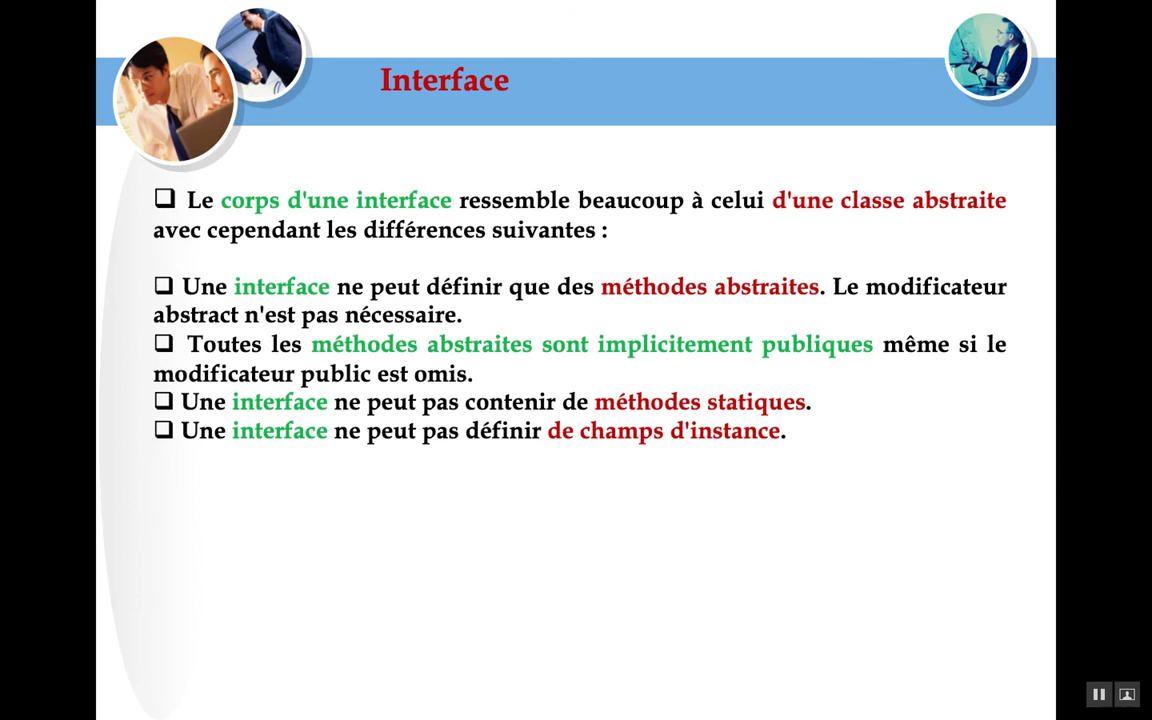 Interface
Le corps d'une interface ressemble beaucoup à celui d'une classe abstraite
avec cependant les différences suivantes :
Une interface ne peut définir que des méthodes abstraites. Le modificateur
abstract n'est pas nécessaire.
Toutes les méthodes abstraites sont implicitement publiques même si le
modificateur public est omis.
Une interface ne peut pas contenir de méthodes statiques.
Une interface ne peut pas définir de champs d'instance.